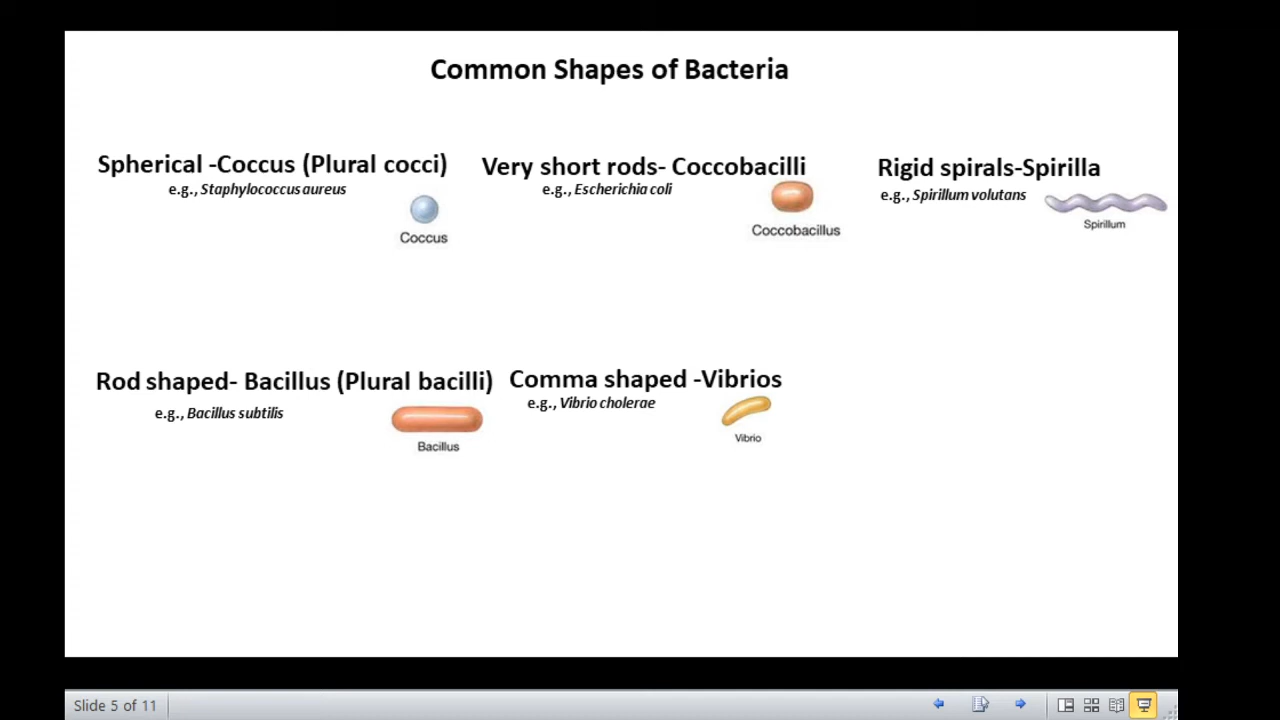 Common Shapes of Bacteria
Spherical -Coccus (Plural cocci)
e.g., Staphylococcus aureus
Coccus
Very short rods- Coccobacilli
e.g., Escherichia coli
Coccobacillus
Rigid spirals-Spirilla
e.g., Spirillum volutans
Spirillum
Rod shaped- Bacillus (Plural bacilli)
e.g., Bacillus subtilis
Bacillus
Comma shaped -Vibrios
e.g., Vibrio cholerae
Vibrio
Slide 5 of 11